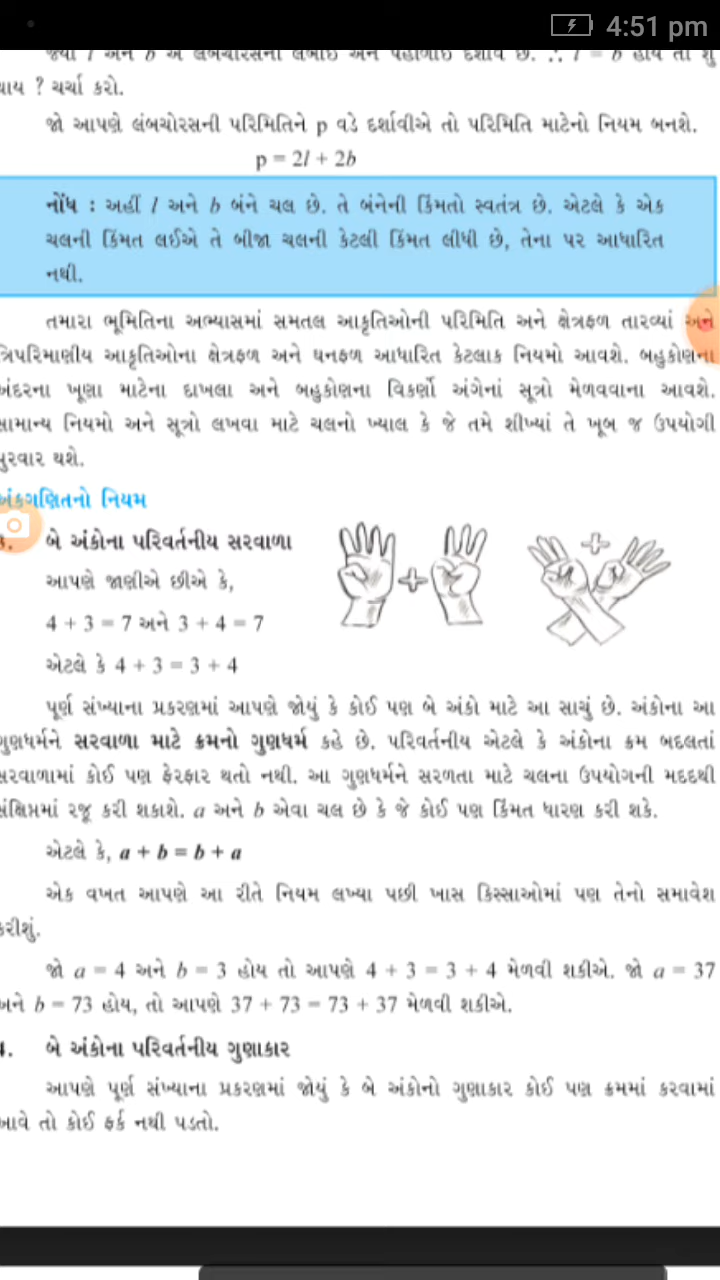 4:51 pm
થાય ? ચર્ચા કરો.
જો આપણે લંબચોરસની પરિમિતિને p વડે દર્શાવીએ તો પરિમિતિ માટેનો નિયમ બનશે.
p = 2l + 2b
નોંધ : અહીં l અને b બંને ચલ છે. તે બંનેની કિંમતો સ્વતંત્ર છે. એટલે કે એક
ચલની કિંમત લઈએ તે બીજા ચલની કેટલી કિંમત લીધી છે, તેના પર આધારિત
નથી.
તમારા ભૂમિતિના અભ્યાસમાં સમતલ આકૃતિઓની પરિમિતિ અને ક્ષેત્રફળ તારવ્યાં અને
ત્રિપરિમાણીય આકૃતિઓના ક્ષેત્રફળ અને ઘનફળ આધારિત કેટલાક નિયમો આવશે. બહુકોણના
અંદરના ખૂણા માટેના દાખલા અને બહુકોણના વિકર્ણો અંગેનાં સૂત્રો મેળવવાના આવશે.
સામાન્ય નિયમો અને સૂત્રો લખવા માટે ચલનો ખ્યાલ કે જે તમે શીખ્યાં તે ખૂબ જ ઉપયોગી
પુરવાર થશે.
અંકગણિતનો નિયમ
બે અંકોના પરિવર્તનીય સરવાળા
આપણે જાણીએ છીએ કે,
4 + 3 = 7 અને 3 + 4 = 7
એટલે કે 4 + 3 = 3 + 4
પૂર્ણ સંખ્યાના પ્રકરણમાં આપણે જોયું કે કોઈ પણ બે અંકો માટે આ સાચું છે. અંકોના આ
ગુણધર્મને સરવાળા માટે ક્રમનો ગુણધર્મ કહે છે. પરિવર્તનીય એટલે કે અંકોના ક્રમ બદલતાં
સરવાળામાં કોઈ પણ ફેરફાર થતો નથી. આ ગુણધર્મને સરળતા માટે ચલના ઉપયોગની મદદથી
સંક્ષિપ્તમાં રજૂ કરી શકાશે. a અને b એવા ચલ છે કે જે કોઈ પણ કિંમત ધારણ કરી શકે.
એટલે કે, a + b = b + a
એક વખત આપણે આ રીતે નિયમ લખ્યા પછી ખાસ કિસ્સાઓમાં પણ તેનો સમાવેશ
કરીશું.
જો a = 4 અને b = 3 હોય તો આપણે 4 + 3 = 3 + 4 મેળવી શકીએ. જો a = 37
અને b = 73 હોય, તો આપણે 37 + 73 = 73 + 37 મેળવી શકીએ.
બે અંકોના પરિવર્તનીય ગુણાકાર
આપણે પૂર્ણ સંખ્યાના પ્રકરણમાં જોયું કે બે અંકોનો ગુણાકાર કોઈ પણ ક્રમમાં કરવામાં
આવે તો કોઈ ફર્ક નથી પડતો.